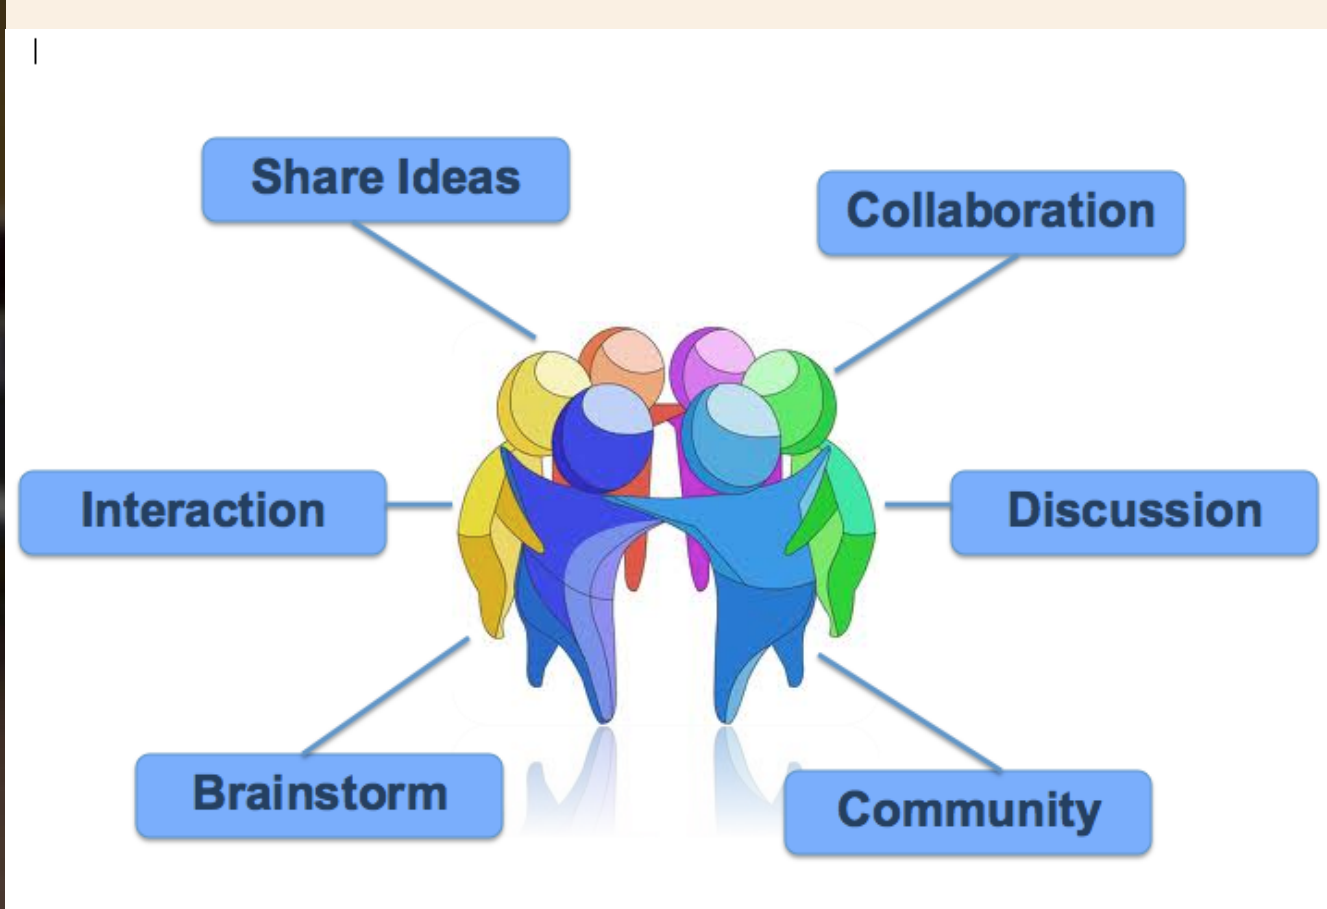 Share Ideas
Collaboration
Interaction
Discussion
Brainstorm
Community